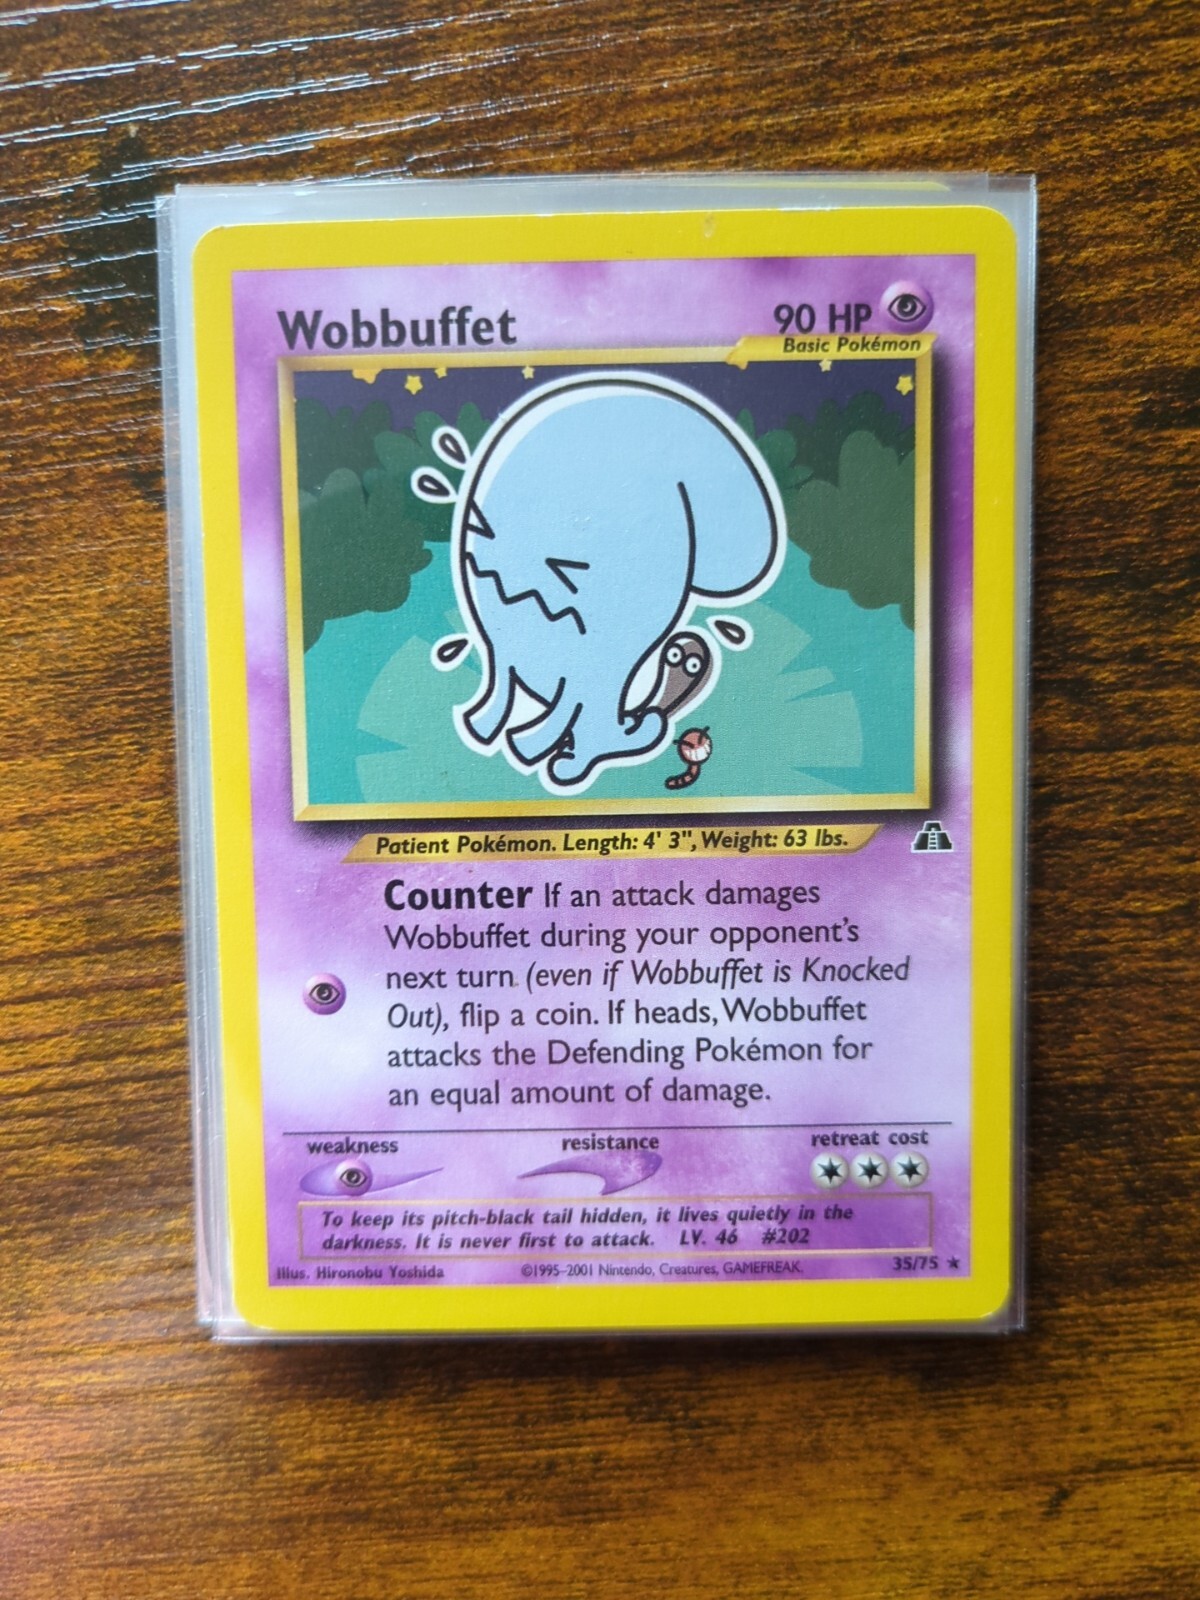 Wobbuffet
90 HP
Basic Pokémon
Patient Pokémon. Length: 4' 3", Weight: 63 lbs.
Counter If an attack damages
Wobbuffet during your opponent's
next turn (even if Wobbuffet is Knocked
Out), flip a coin. If heads, Wobbuffet
attacks the Defending Pokémon for
an equal amount of damage.
weakness resistance retreat cost
To keep its pitch-black tail hidden, it lives quietly in the
darkness. It is never first to attack. LV. 46 #202
Illus. Hironobu Yoshida ©1995-2001 Nintendo, Creatures, GAMEFREAK. 35/75 ★